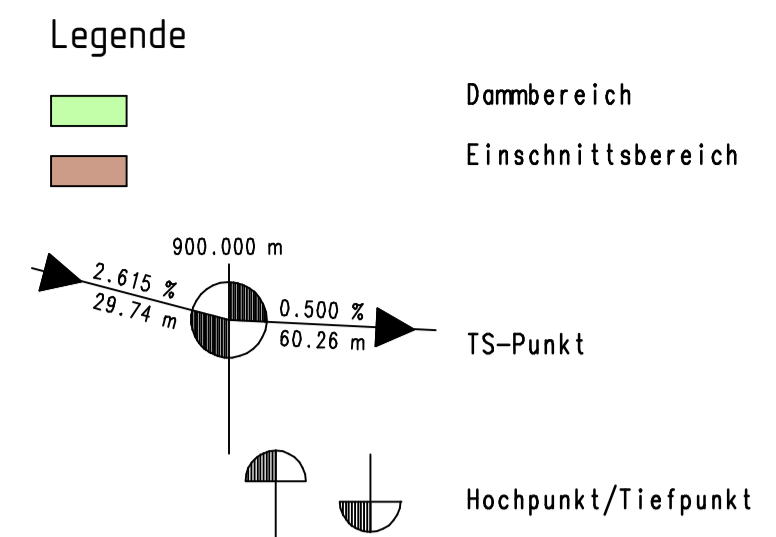 Legende
Dammbereich
Einschnittsbereich
900.000 m
2.615 %
29.74 m
0.500 %
60.26 m
TS-Punkt
Hochpunkt/Tiefpunkt